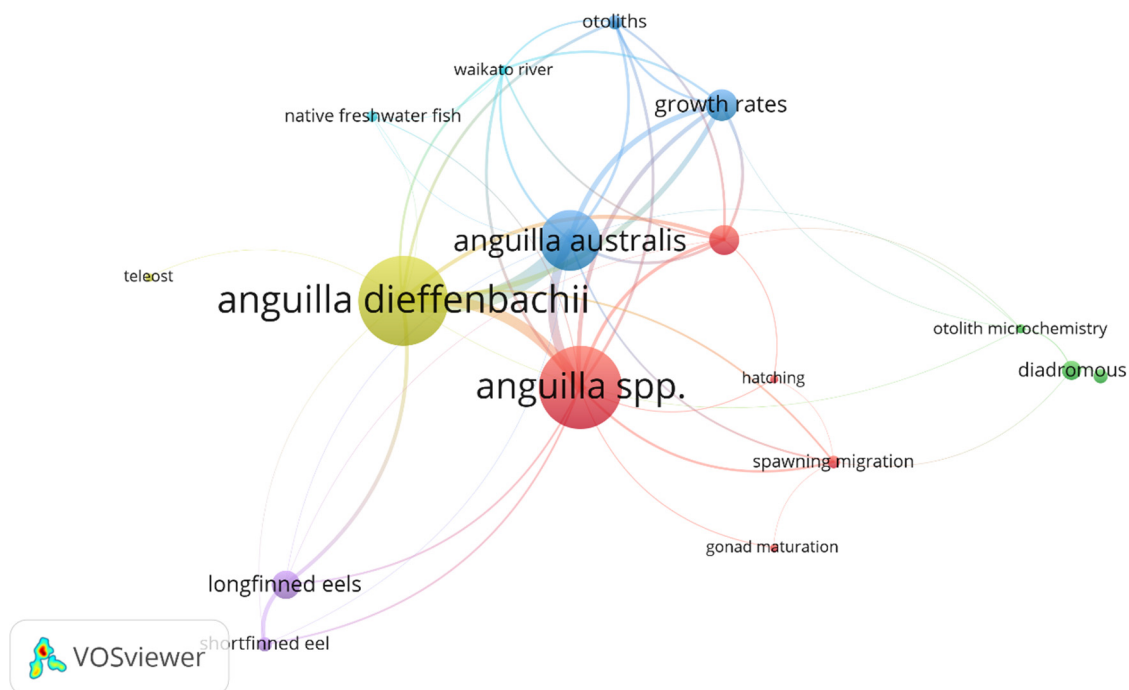 otoliths
waikato river
growth rates
native freshwater fish
anguilla australis
teleost
anguilla dieffenbachii
otolith microchemistry
diadromous
hatching
anguilla spp.
spawning migration
gonad maturation
longfinned eels
shortfinned eel
VOSviewer